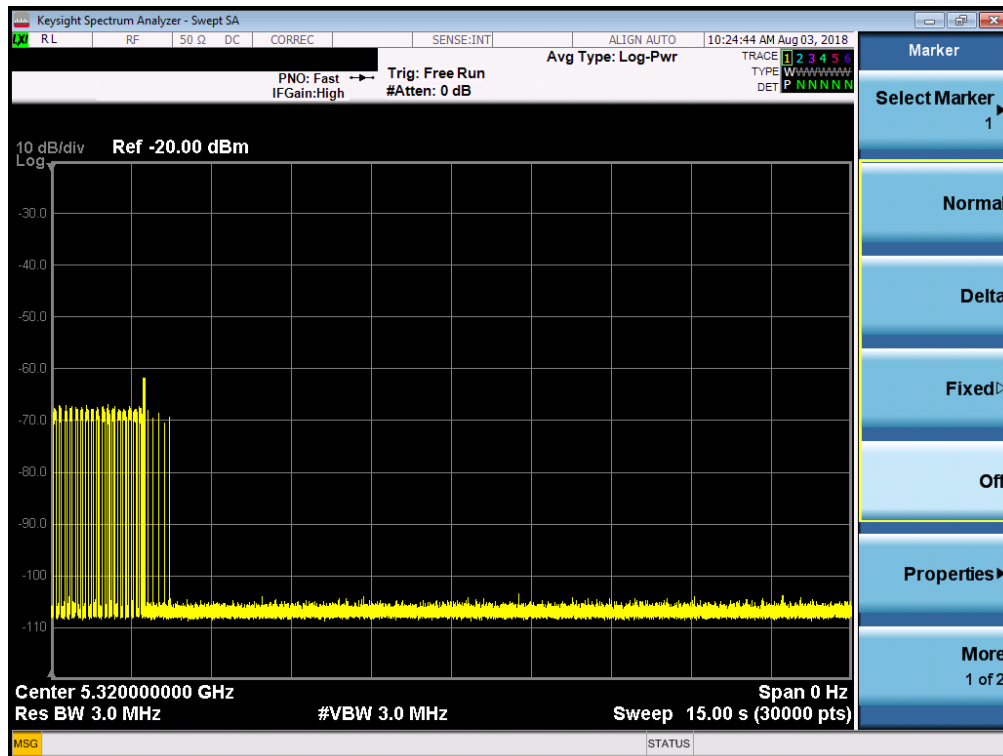 Keysight Spectrum Analyzer - Swept SA
LXI RL RF 50 Ω DC CORREC SENSE:INT ALIGN AUTO 10:24:44 AM Aug 03, 2018
PNO: Fast
IFGain:High
Trig: Free Run
#Atten: 0 dB
Avg Type: Log-Pwr
TRACE 1 2 3 4 5 6
TYPE WWWWWW
DET P N N N N N
10 dB/div
Log
Ref -20.00 dBm
-30.0
-40.0
-50.0
-60.0
-70.0
-80.0
-90.0
-100
-110
Center 5.320000000 GHz
Span 0 Hz
Res BW 3.0 MHz
#VBW 3.0 MHz
Sweep 15.00 s (30000 pts)
MSG
STATUS
Marker
Select Marker
1
Normal
Delta
Fixed
Off
Properties
More
1 of 2